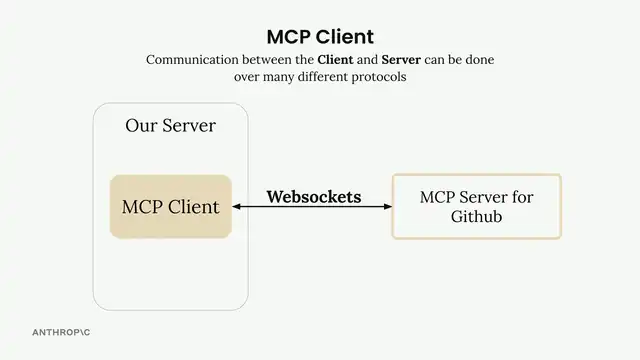 MCP Client
Communication between the Client and Server can be done
over many different protocols
Our Server
MCP Client
Websockets
MCP Server for
Github
ANTHROP\C